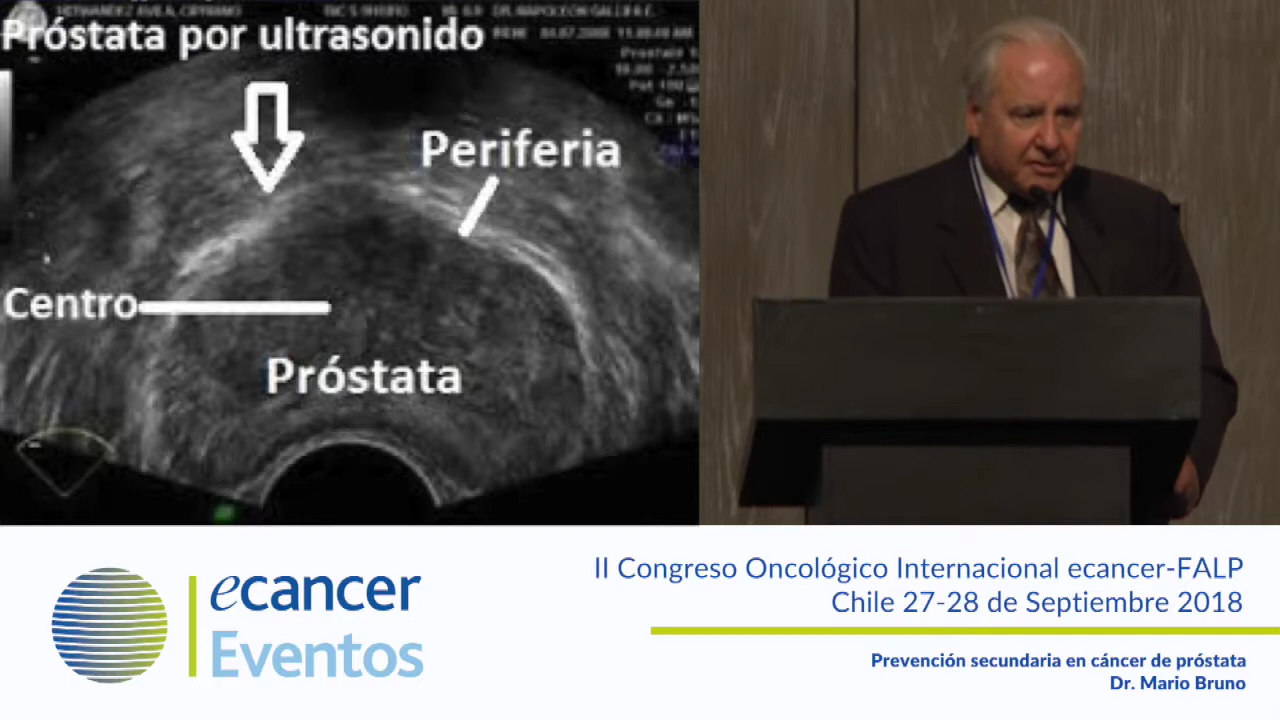 Próstata por ultrasonido
Periferia
Centro
Próstata
ecancer
Eventos
II Congreso Oncológico Internacional ecancer-FALP
Chile 27-28 de Septiembre 2018
Prevención secundaria en cáncer de próstata
Dr. Mario Bruno